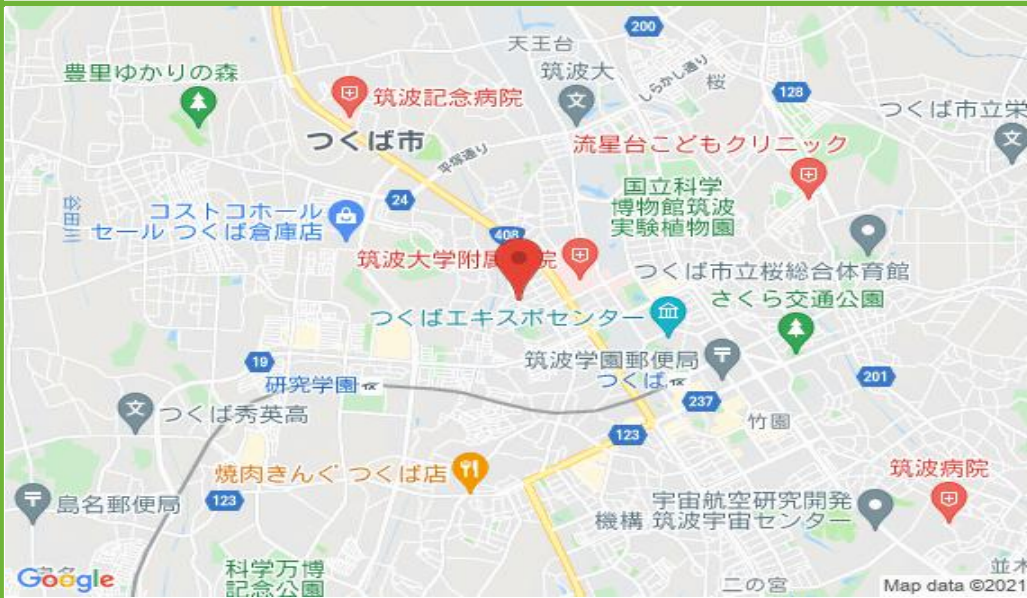 200
天王台
豊里ゆかりの森
筑波大
しらかし通り
桜
128
筑波記念病院
つくば市立栄
つくば市
流星台こどもクリニック
平塚通り
国立科学
博物館筑波
実験植物園
24
谷田川
コストコホール
セール つくば倉庫店
408
筑波大学附属
院
つくば市立桜総合体育館
さくら交通公園
つくばエキスポセンター
筑波学園郵便局
19
つくば
研究学園
TX
TX
201
237
つくば秀英高
竹園
123
焼肉きんぐ つくば店
筑波病院
島名郵便局
123
宇宙航空研究開発
機構 筑波宇宙センター
科学万博
記念公園
並木
二の宮
Google
Map data ©2021